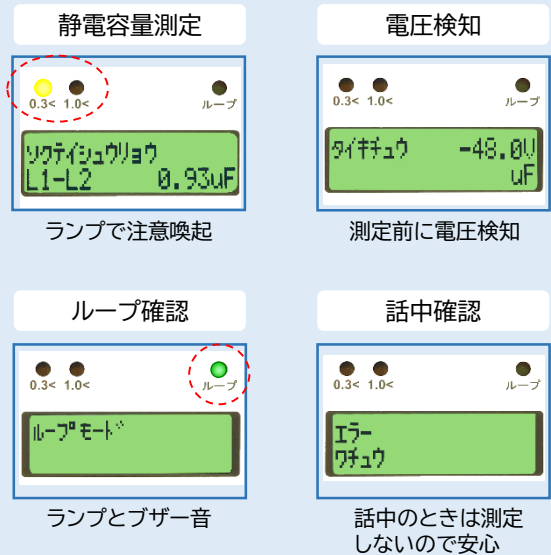 静電容量測定
0.3< 1.0< ループ
ソクテイシュウリョウ
L1-L2 0.93uF
ランプで注意喚起
電圧検知
0.3< 1.0< ループ
タイキチュウ -48.0V
uF
測定前に電圧検知
ループ確認
0.3< 1.0< ループ
ループモード
ランプとブザー音
話中確認
0.3< 1.0< ループ
エラー
ワチュウ
話中のときは測定
しないので安心